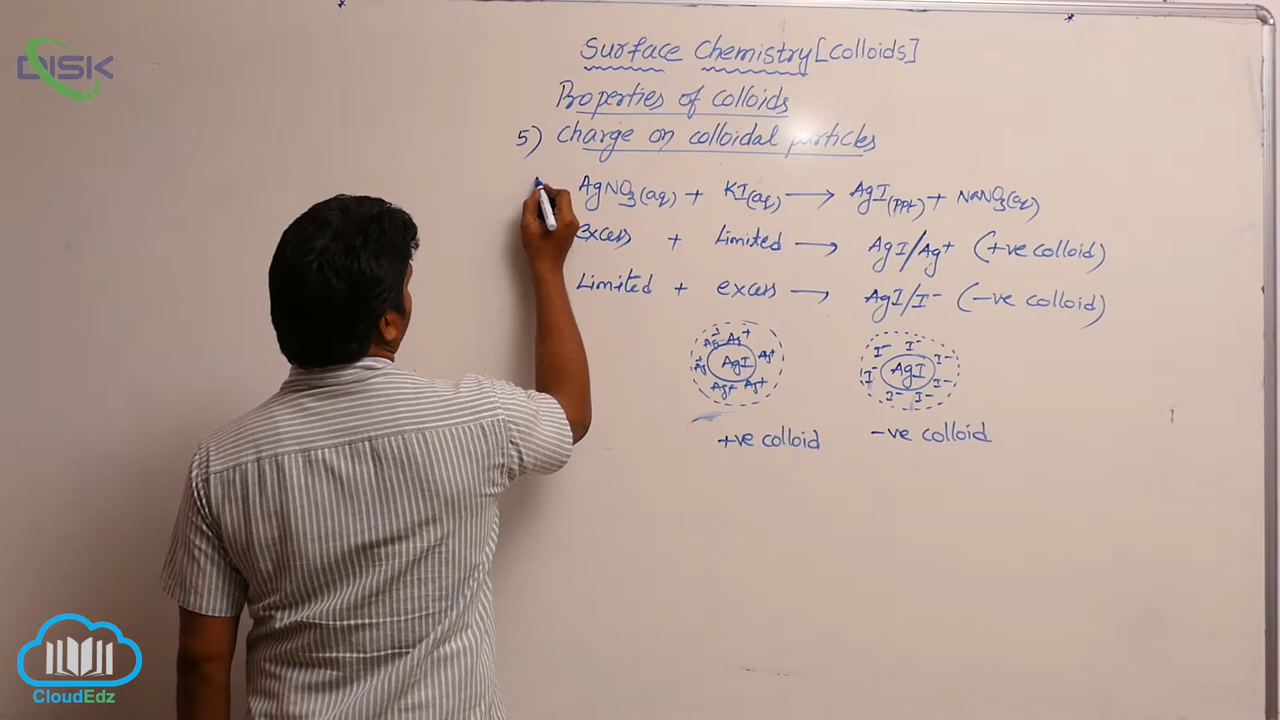 DISK
Surface Chemistry [Colloids]
Properties of colloids
5) Charge on colloidal particles
AgNO3(aq) + KI(aq) → AgI(ppt) + NaNO3(aq)
excess + Limited → AgI/Ag+ (+ve colloid)
Limited + excess → AgI/I- (-ve colloid)
Ag+ Ag+ Ag+ Ag+ Ag+ Ag+ AgI
I- I- I- I- I- I- I- AgI
+ve colloid -ve colloid
CloudEdz